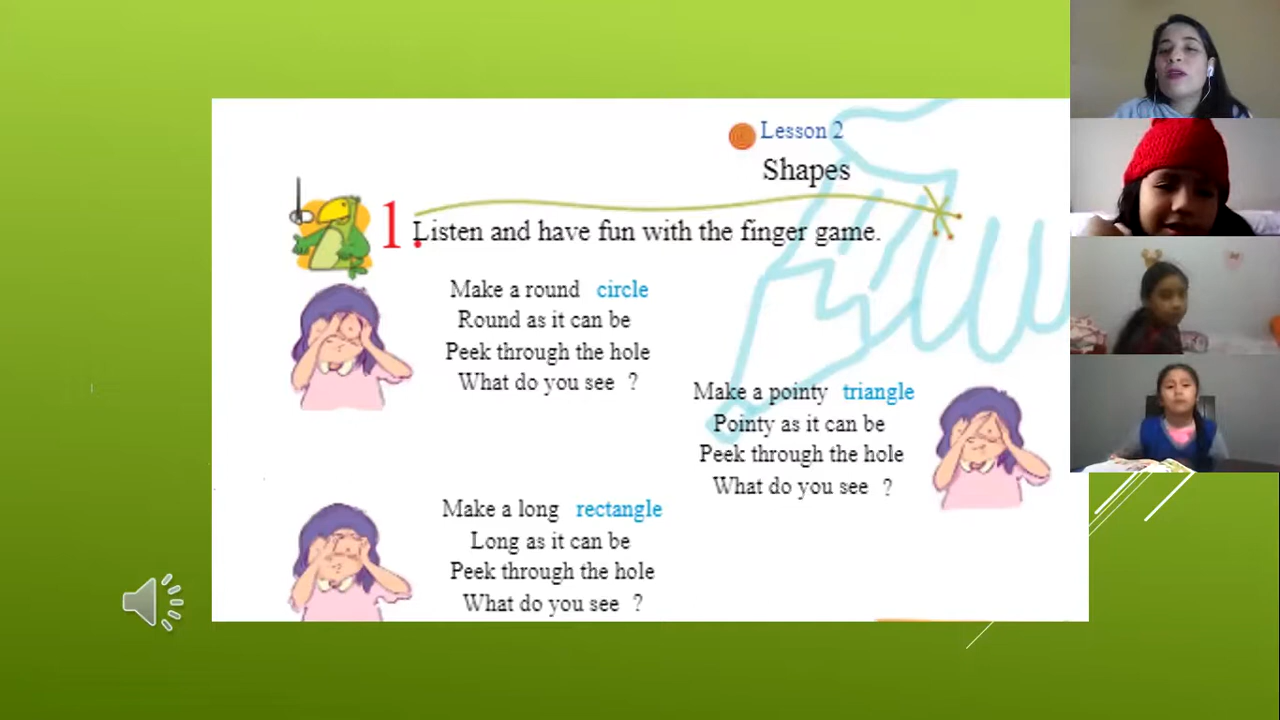 Lesson 2
Shapes
1. Listen and have fun with the finger game.
Make a round circle
Round as it can be
Peek through the hole
What do you see ?
Make a pointy triangle
Pointy as it can be
Peek through the hole
What do you see ?
Make a long rectangle
Long as it can be
Peek through the hole
What do you see ?